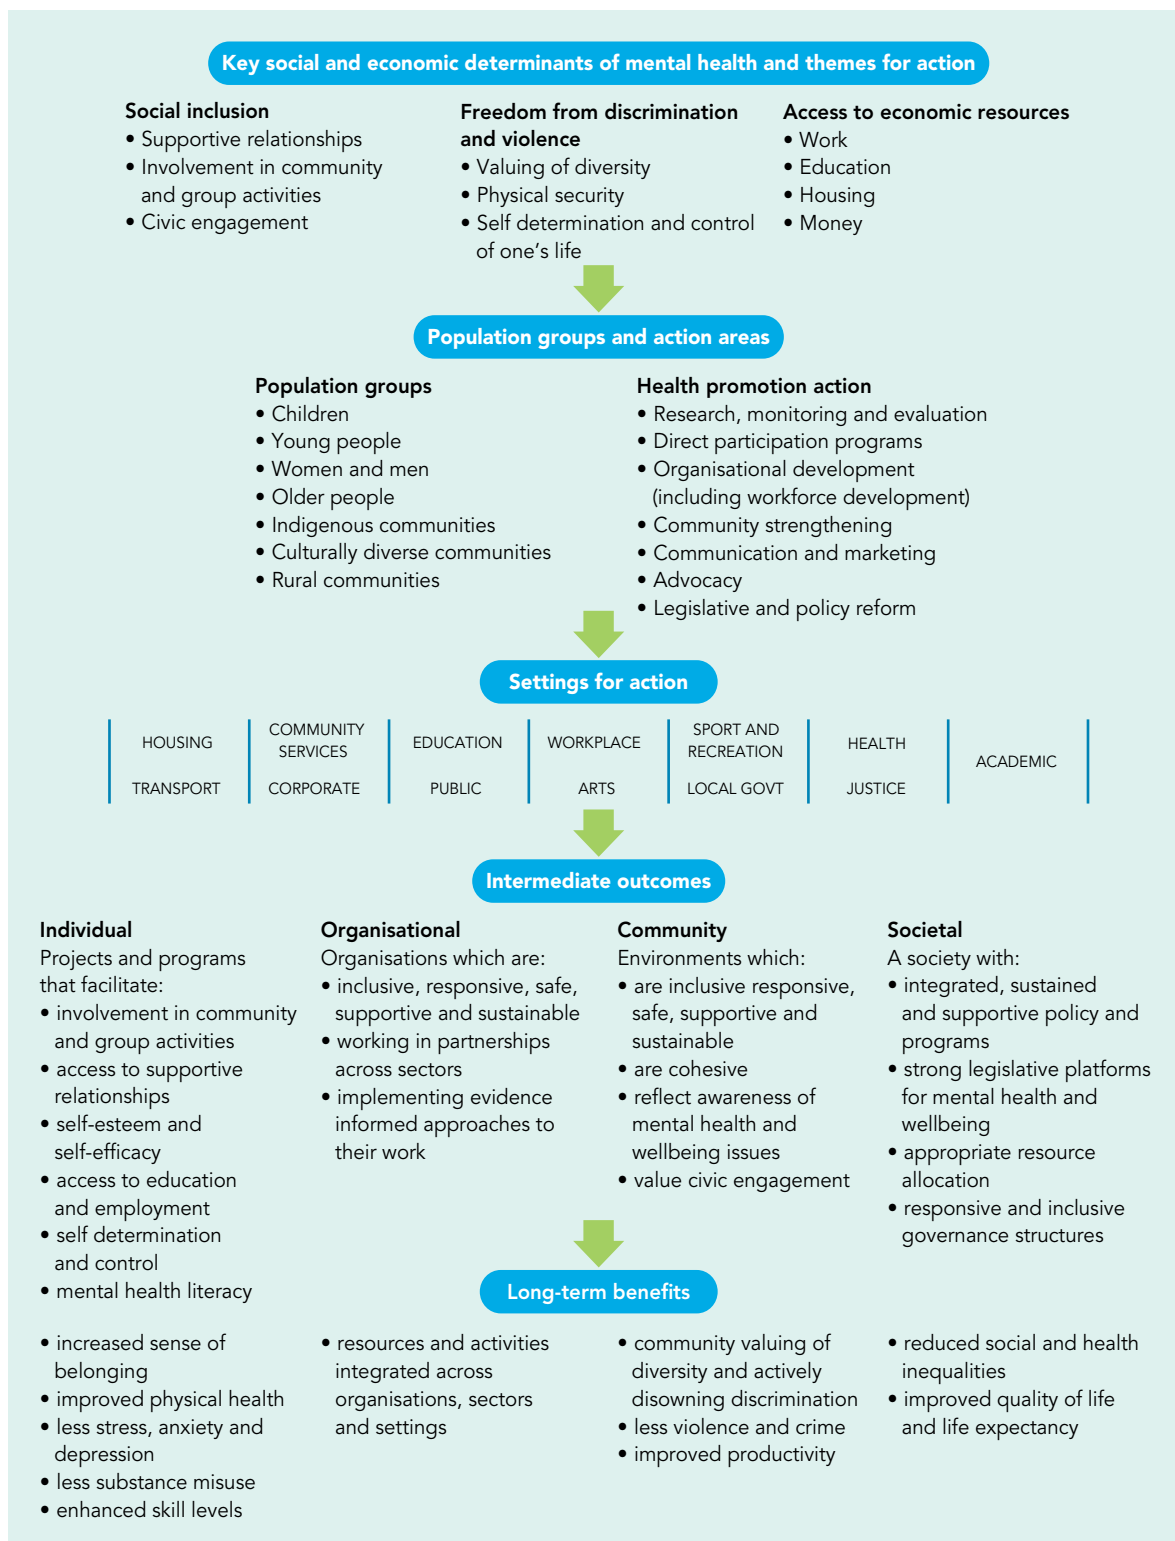 Key social and economic determinants of mental health and themes for action
Social inclusion
• Supportive relationships
• Involvement in community
and group activities
• Civic engagement
Freedom from discrimination
and violence
• Valuing of diversity
• Physical security
• Self determination and control
of one's life
Access to economic resources
• Work
• Education
• Housing
• Money
Population groups and action areas
Population groups
• Children
• Young people
• Women and men
• Older people
• Indigenous communities
• Culturally diverse communities
• Rural communities
Health promotion action
• Research, monitoring and evaluation
• Direct participation programs
• Organisational development
(including workforce development)
• Community strengthening
• Communication and marketing
• Advocacy
• Legislative and policy reform
Settings for action
HOUSING
TRANSPORT
COMMUNITY
SERVICES
CORPORATE
EDUCATION
PUBLIC
WORKPLACE
ARTS
SPORT AND
RECREATION
LOCAL GOVT
HEALTH
JUSTICE
ACADEMIC
Intermediate outcomes
Individual
Projects and programs
that facilitate:
• involvement in community
and group activities
• access to supportive
relationships
• self-esteem and
self-efficacy
• access to education
and employment
• self determination
and control
• mental health literacy
Organisational
Organisations which are:
• inclusive, responsive, safe,
supportive and sustainable
• working in partnerships
across sectors
• implementing evidence
informed approaches to
their work
Community
Environments which:
• are inclusive responsive,
safe, supportive and
sustainable
• are cohesive
• reflect awareness of
mental health and
wellbeing issues
• value civic engagement
Societal
A society with:
• integrated, sustained
and supportive policy and
programs
• strong legislative platforms
for mental health and
wellbeing
• appropriate resource
allocation
• responsive and inclusive
governance structures
Long-term benefits
• increased sense of
belonging
• improved physical health
• less stress, anxiety and
depression
• less substance misuse
• enhanced skill levels
• resources and activities
integrated across
organisations, sectors
and settings
• community valuing of
diversity and actively
disowning discrimination
• less violence and crime
• improved productivity
• reduced social and health
inequalities
• improved quality of life
and life expectancy